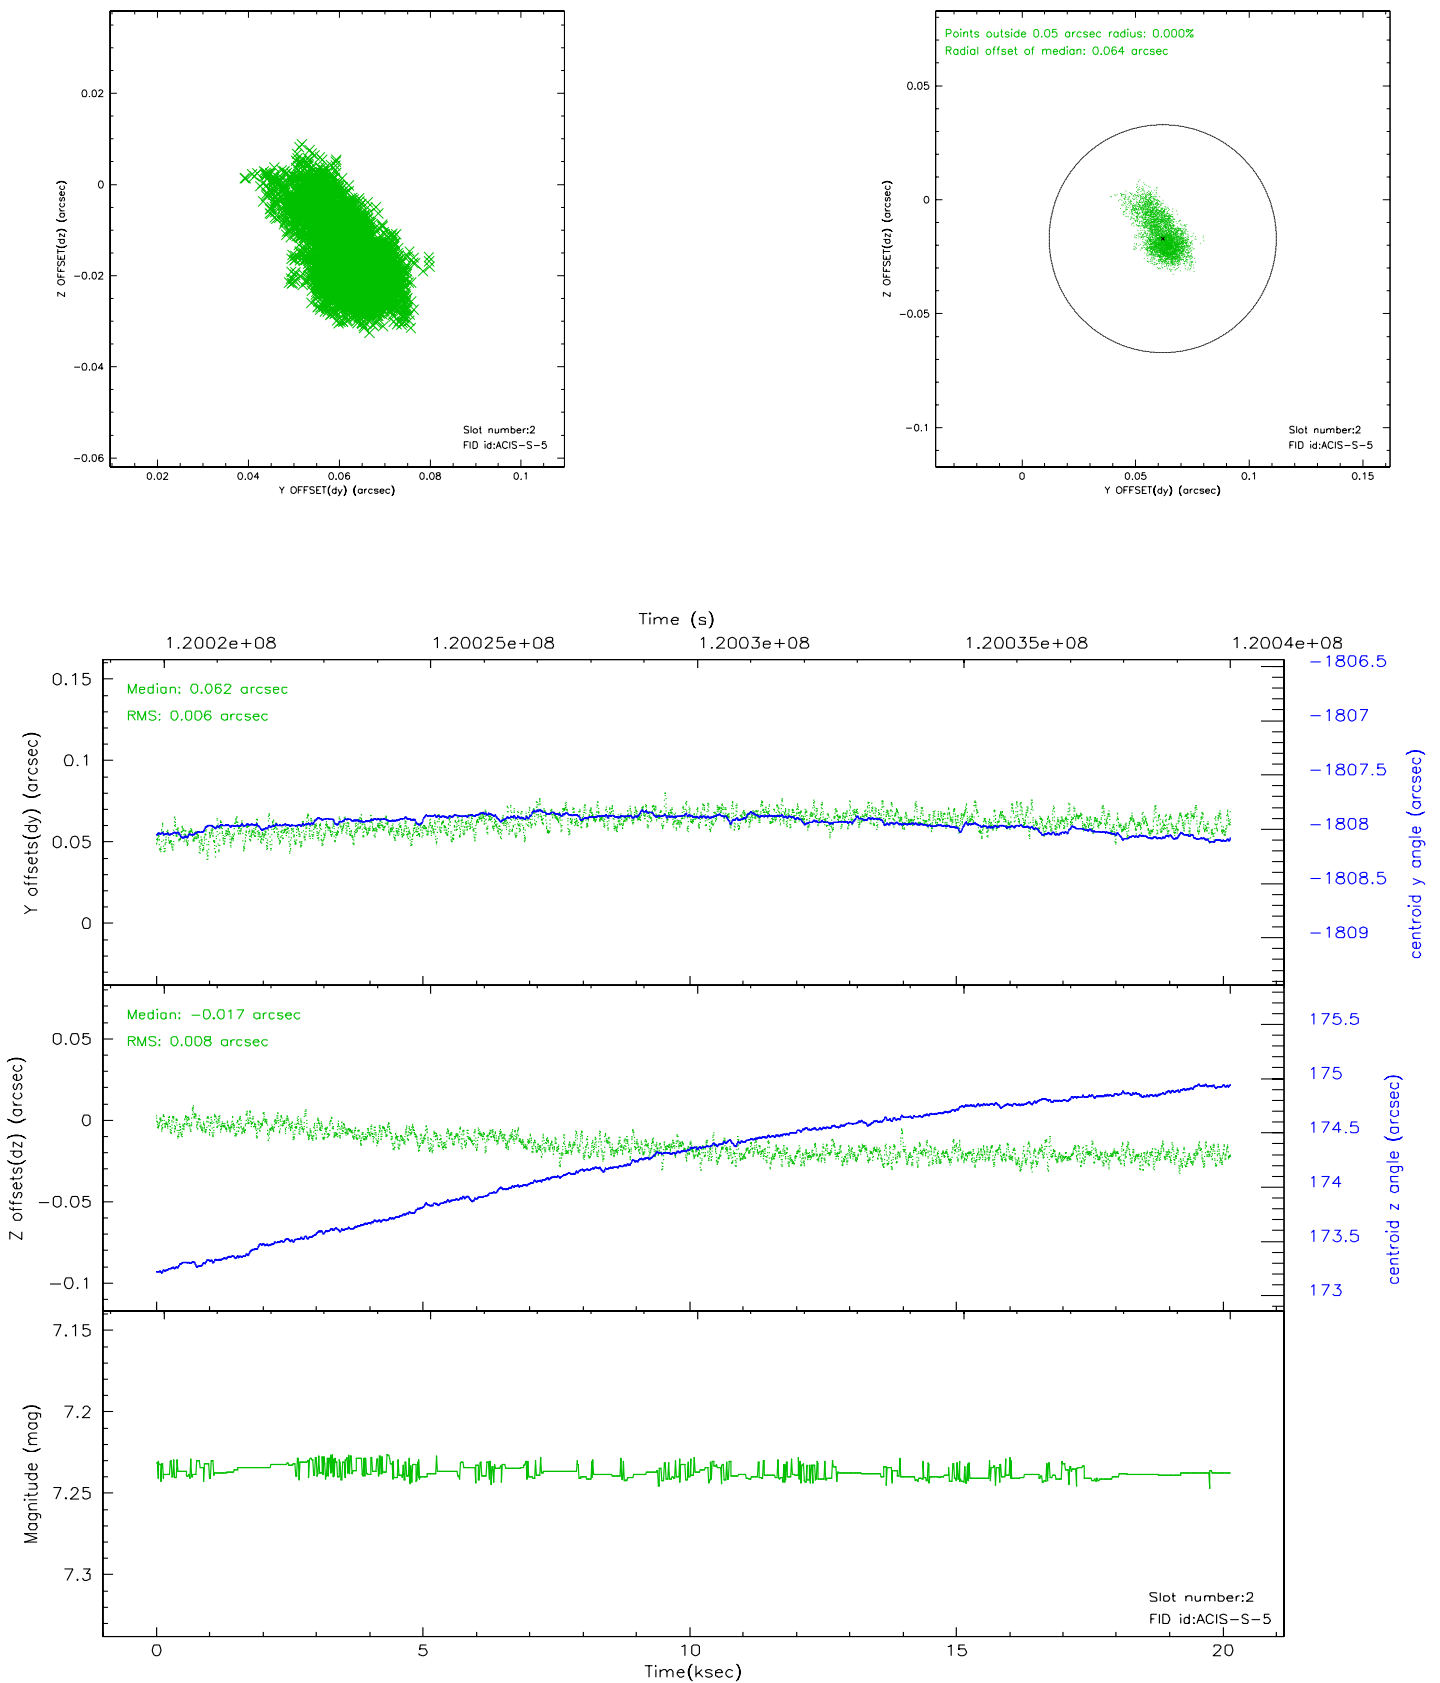 0.02
0
-0.02
-0.04
-0.06
Z OFFSET(dz) (arcsec)
Slot number:2
FID id:ACIS-S-5
0.02 0.04 0.06 0.08 0.1
Y OFFSET(dy) (arcsec)
Points outside 0.05 arcsec radius: 0.000%
Radial offset of median: 0.064 arcsec
0.05
0
-0.05
-0.1
Z OFFSET(dz) (arcsec)
Slot number:2
FID id:ACIS-S-5
0 0.05 0.1 0.15
Y OFFSET(dy) (arcsec)
Time (s)
1.2002e+08 1.20025e+08 1.2003e+08 1.20035e+08 1.2004e+08
Median: 0.062 arcsec
RMS: 0.006 arcsec
0.15
0.1
0.05
0
Y offsets(dy) (arcsec)
-1806.5
-1807
-1807.5
-1808
-1808.5
-1809
centroid y angle (arcsec)
Median: -0.017 arcsec
RMS: 0.008 arcsec
0.05
0
-0.05
-0.1
Z offsets(dz) (arcsec)
175.5
175
174.5
174
173.5
173
centroid z angle (arcsec)
7.15
7.2
7.25
7.3
Magnitude (mag)
Slot number:2
FID id:ACIS-S-5
0 5 10 15 20
Time(ksec)